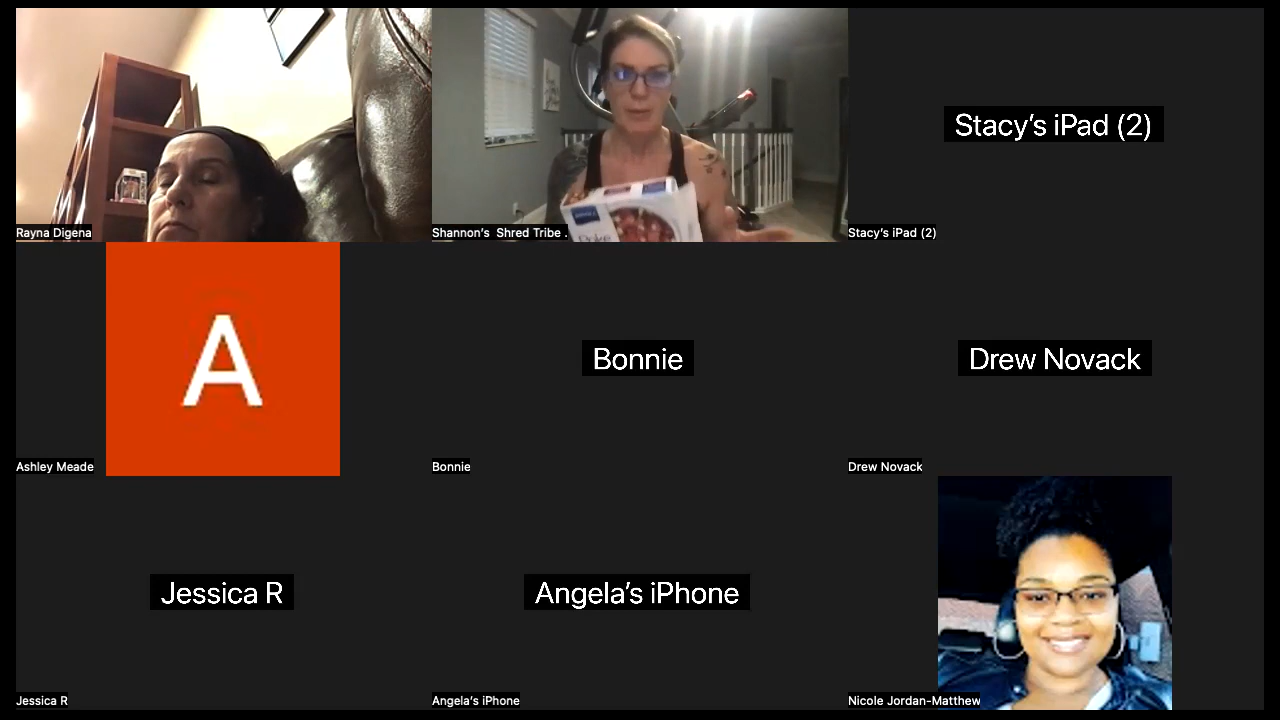 Stacy’s iPad (2)
Poke
Rayna Digena
Shannon’s Shred Tribe .
Stacy’s iPad (2)
A
Bonnie
Drew Novack
Ashley Meade
Bonnie
Drew Novack
Jessica R
Angela’s iPhone
Jessica R
Angela’s iPhone
Nicole Jordan-Matthew